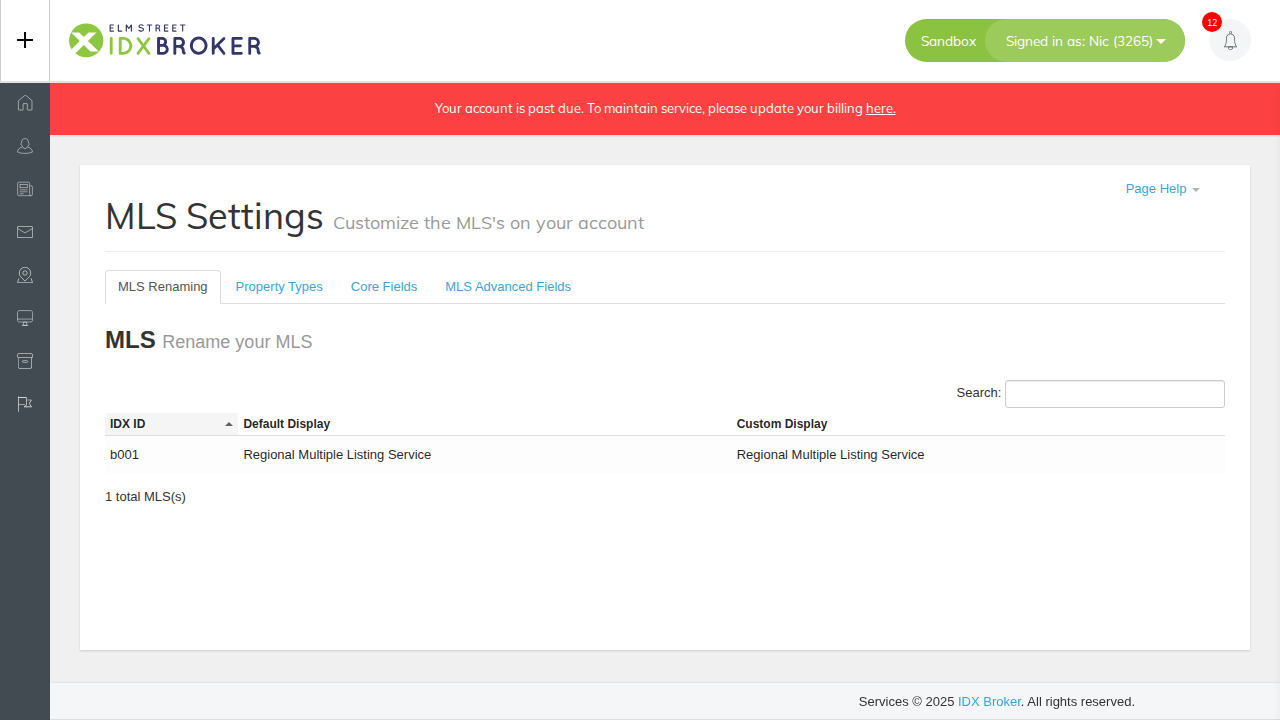 ELM STREET
IDXBROKER
Sandbox
Signed in as: Nic (3265)
12
Your account is past due. To maintain service, please update your billing here.
Page Help
MLS Settings Customize the MLS's on your account
MLS Renaming
Property Types
Core Fields
MLS Advanced Fields
MLS Rename your MLS
Search:
IDX ID
Default Display
Custom Display
b001
Regional Multiple Listing Service
Regional Multiple Listing Service
1 total MLS(s)
Services © 2025 IDX Broker. All rights reserved.